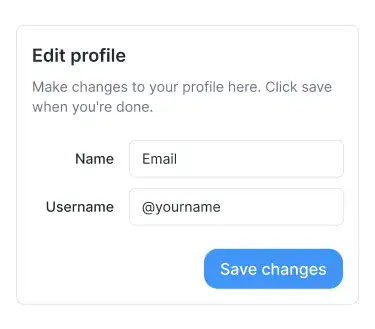 Edit profile
Make changes to your profile here. Click save
when you're done.
Name
Email
Username
@yourname
Save changes